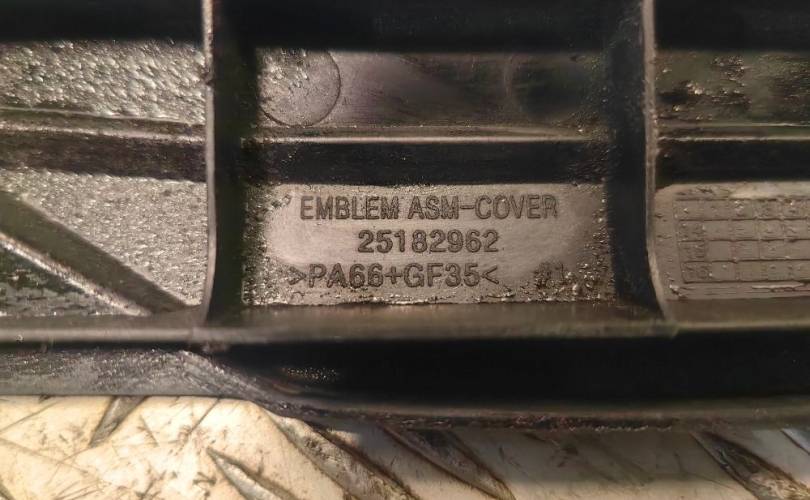 EMBLEM ASM-COVER
25182962
>PA66+GF35<